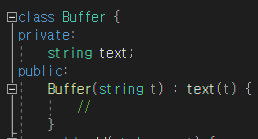 class Buffer {
private:
    string text;
public:
    Buffer(string t) : text(t) {
        //
    }